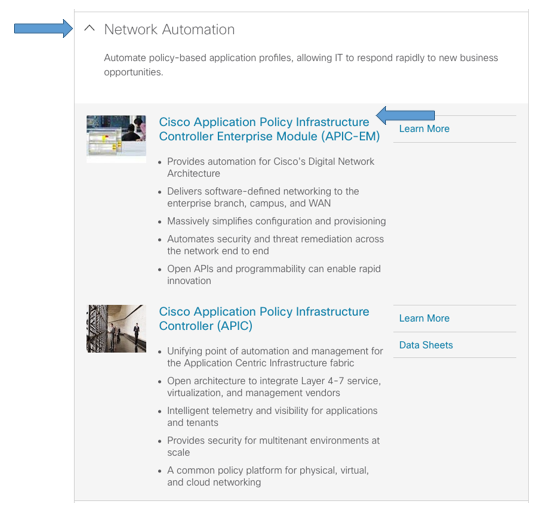 Network Automation
Automate policy-based application profiles, allowing IT to respond rapidly to new business
opportunities.
Cisco Application Policy Infrastructure
Controller Enterprise Module (APIC-EM)
Learn More
• Provides automation for Cisco's Digital Network
Architecture
• Delivers software-defined networking to the
enterprise branch, campus, and WAN
• Massively simplifies configuration and provisioning
• Automates security and threat remediation across
the network end to end
• Open APIs and programmability can enable rapid
innovation
Cisco Application Policy Infrastructure
Controller (APIC)
Learn More
Data Sheets
• Unifying point of automation and management for
the Application Centric Infrastructure fabric
• Open architecture to integrate Layer 4-7 service,
virtualization, and management vendors
• Intelligent telemetry and visibility for applications
and tenants
• Provides security for multitenant environments at
scale
• A common policy platform for physical, virtual,
and cloud networking